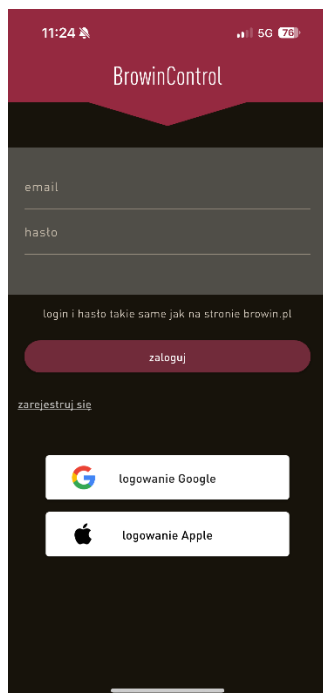 11:24
5G 76
BrowinControl
email
hasło
login i hasło takie same jak na stronie browin.pl
zaloguj
zarejestruj się
logowanie Google
logowanie Apple